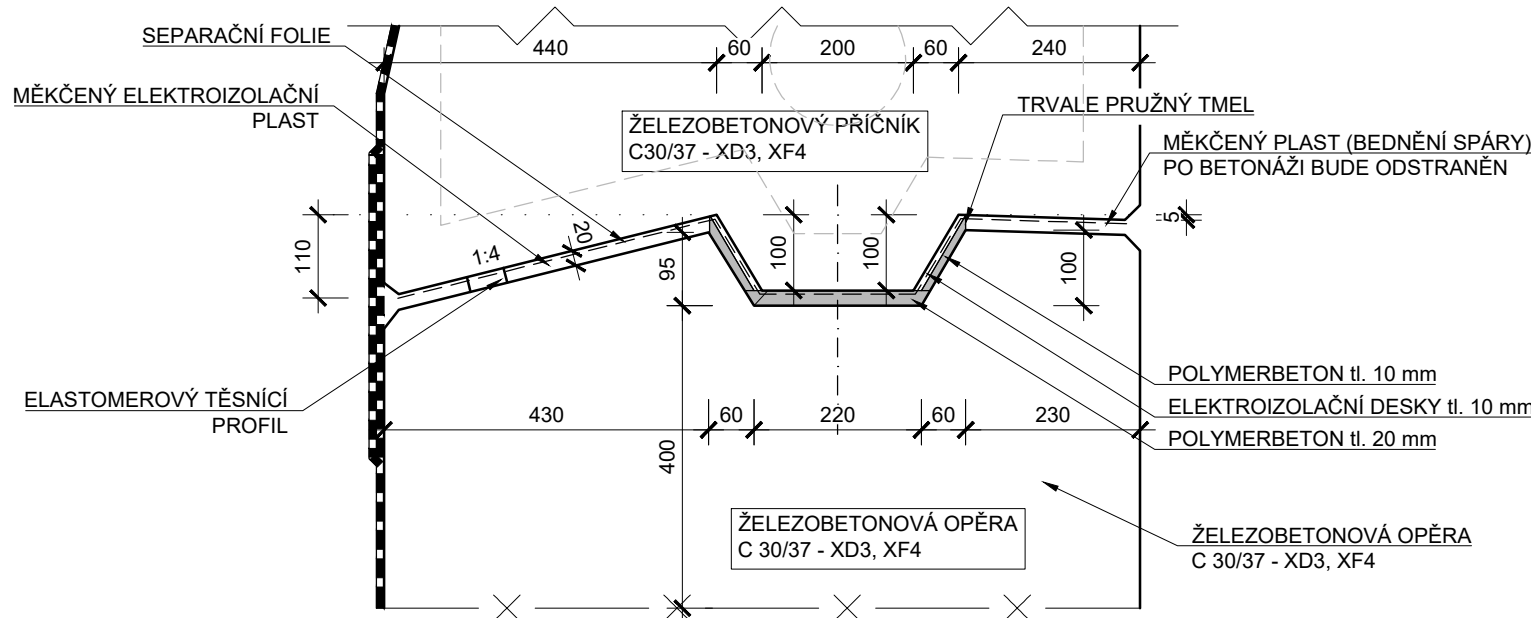 SEPARAČNÍ FOLIE
440
60
200
60
240
MĚKČENÝ ELEKTROIZOLAČNÍ
PLAST
TRVALE PRUŽNÝ TMEL
ŽELEZOBETONOVÝ PŘÍČNÍK
C30/37 - XD3, XF4
MĚKČENÝ PLAST (BEDNĚNÍ SPÁRY)
PO BETONÁŽI BUDE ODSTRANĚN
110
1:4
20
95
100
100
100
5
ELASTOMEROVÝ TĚSNÍCÍ
PROFIL
POLYMERBETON tl. 10 mm
ELEKTROIZOLAČNÍ DESKY tl. 10 mm
POLYMERBETON tl. 20 mm
430
60
220
60
230
400
ŽELEZOBETONOVÁ OPĚRA
C 30/37 - XD3, XF4
ŽELEZOBETONOVÁ OPĚRA
C 30/37 - XD3, XF4